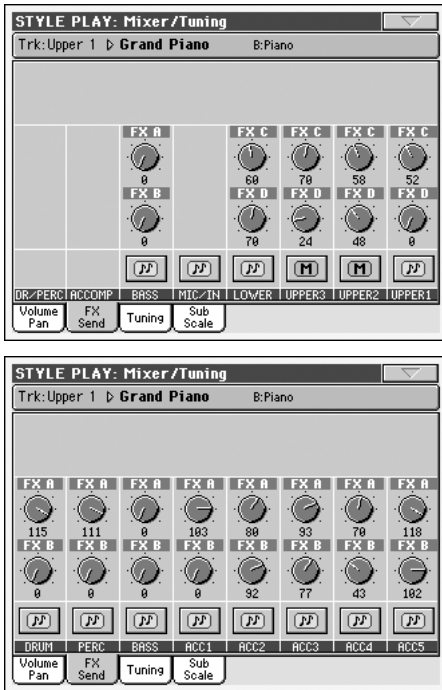 STYLE PLAY: Mixer/Tuning
Trk:Upper 1 Grand Piano B:Piano
FX A FX C FX C FX C FX C
0 60 70 58 52
FX B FX D FX D FX D FX D
0 70 24 48 0
M M
DR/PERC ACCOMP BASS MIC/IN LOWER UPPER3 UPPER2 UPPER1
Volume Pan FX Send Tuning Sub Scale
STYLE PLAY: Mixer/Tuning
Trk:Upper 1 Grand Piano B:Piano
FX A FX A FX A FX A FX A FX A FX A FX A
115 111 0 103 80 93 70 118
FX B FX B FX B FX B FX B FX B FX B FX B
0 0 0 0 92 77 43 102
DRUM PERC BASS ACC1 ACC2 ACC3 ACC4 ACC5
Volume Pan FX Send Tuning Sub Scale